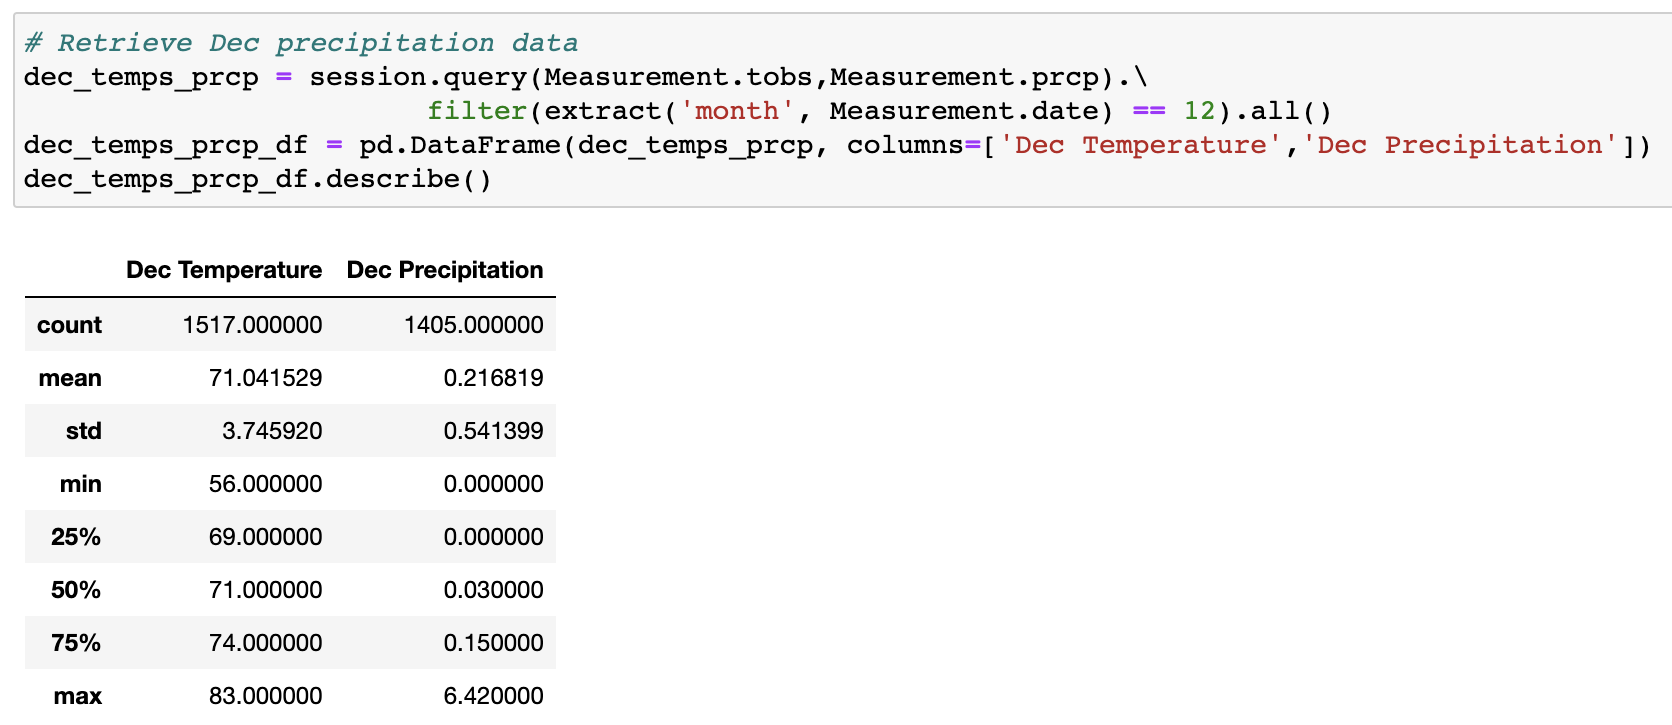 # Retrieve Dec precipitation data
dec_temps_prcp = session.query(Measurement.tobs,Measurement.prcp).\
filter(extract('month', Measurement.date) == 12).all()
dec_temps_prcp_df = pd.DataFrame(dec_temps_prcp, columns=['Dec Temperature','Dec Precipitation'])
dec_temps_prcp_df.describe()
Dec Temperature Dec Precipitation
count 1517.000000 1405.000000
mean 71.041529 0.216819
std 3.745920 0.541399
min 56.000000 0.000000
25% 69.000000 0.000000
50% 71.000000 0.030000
75% 74.000000 0.150000
max 83.000000 6.420000